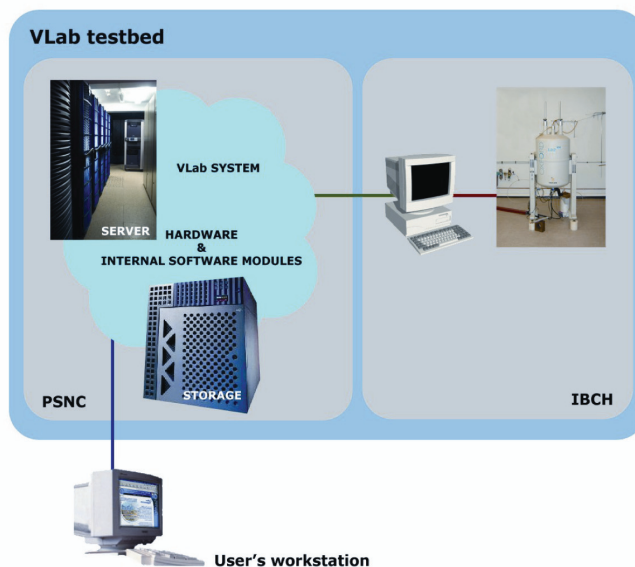 VLab testbed
VLab SYSTEM
SERVER
HARDWARE
&
INTERNAL SOFTWARE MODULES
STORAGE
PSNC
IBCH
User's workstation